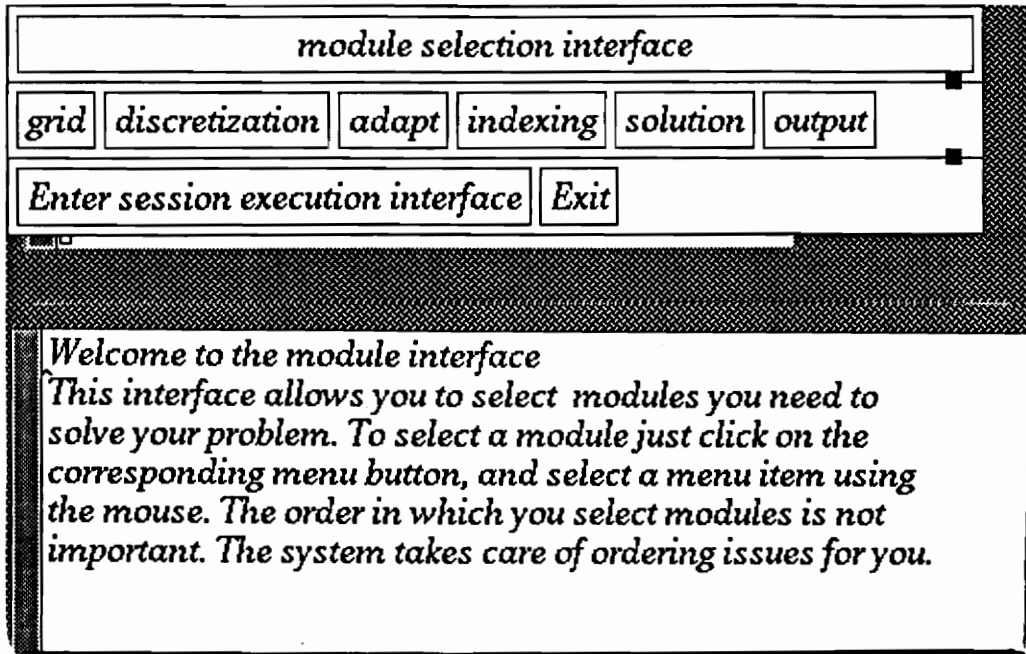 module selection interface
grid discretization adapt indexing solution output
Enter session execution interface Exit
Welcome to the module interface
This interface allows you to select modules you need to
solve your problem. To select a module just click on the
corresponding menu button, and select a menu item using
the mouse. The order in which you select modules is not
important. The system takes care of ordering issues for you.